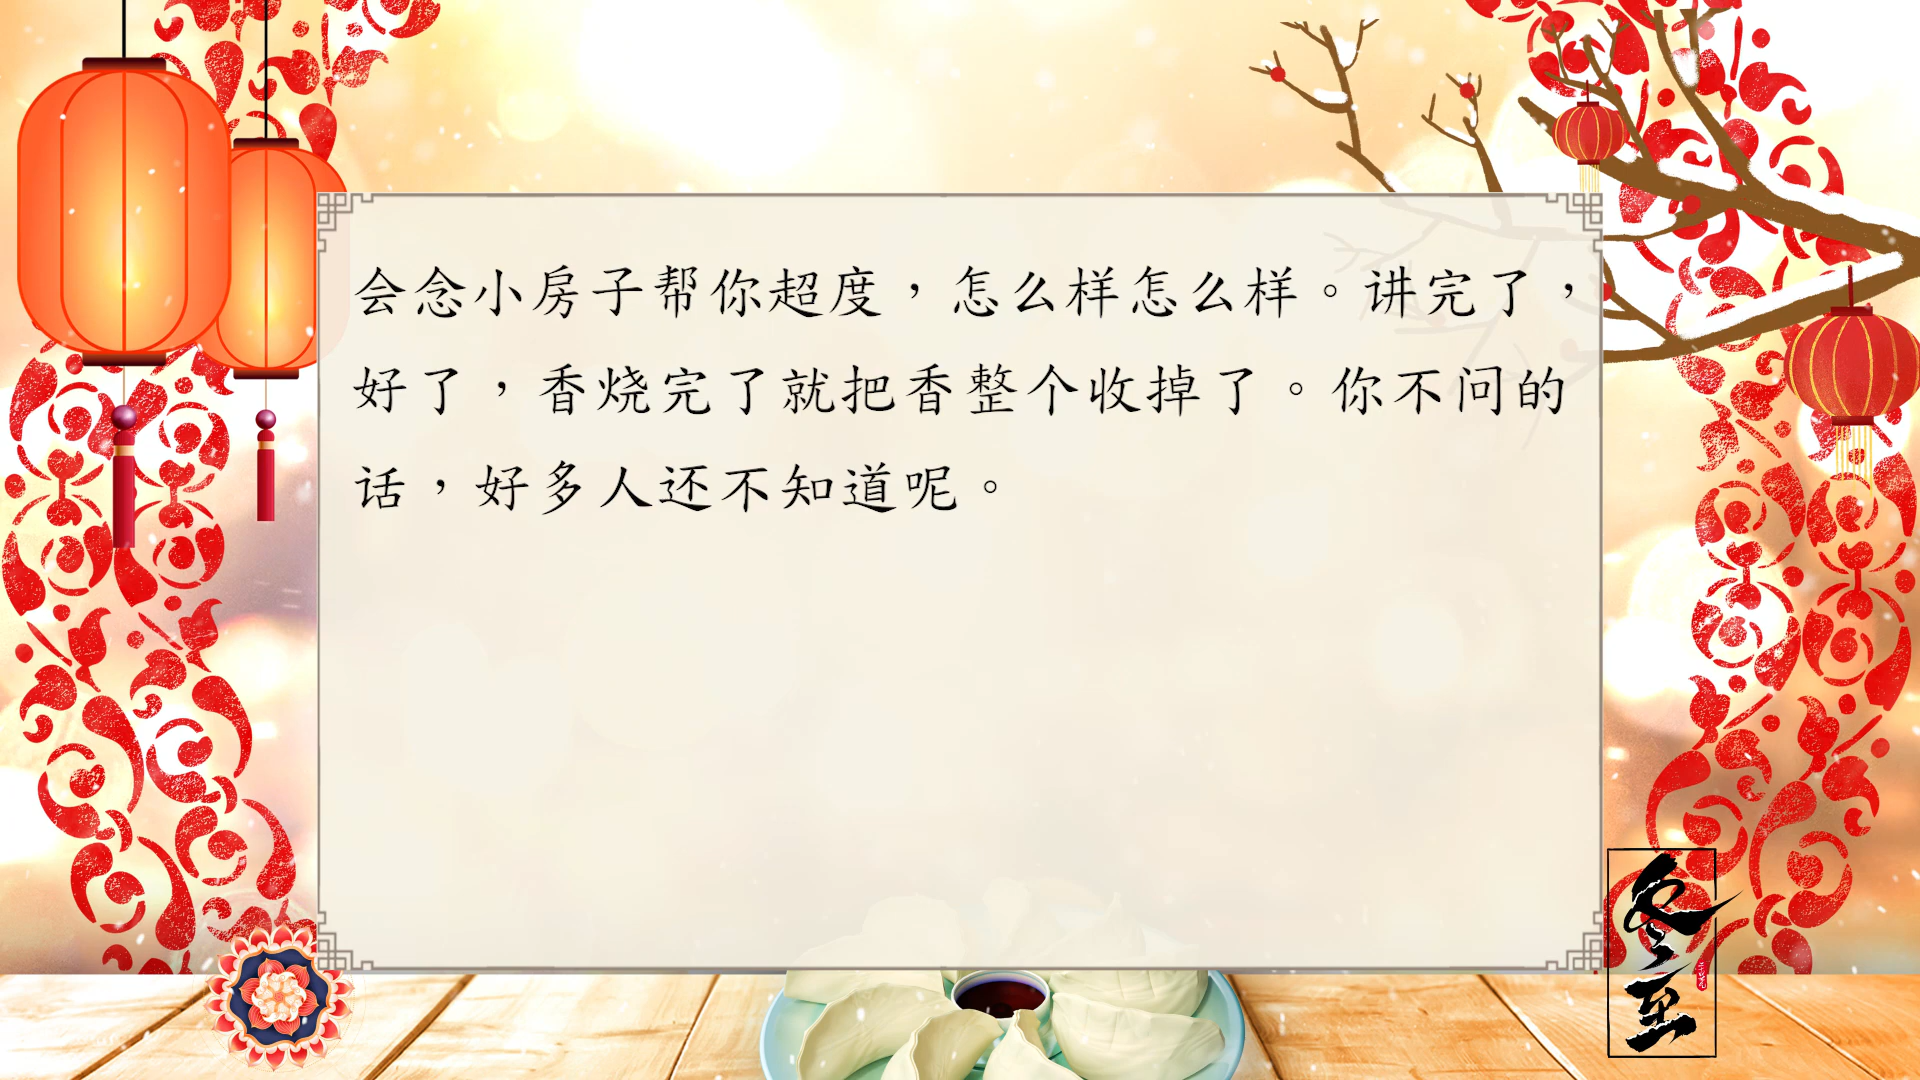 会念小房子帮你超度，怎么样怎么样。讲完了，
好了，香烧完了就把香整个收掉了。你不问的
话，好多人还不知道呢。
冬至